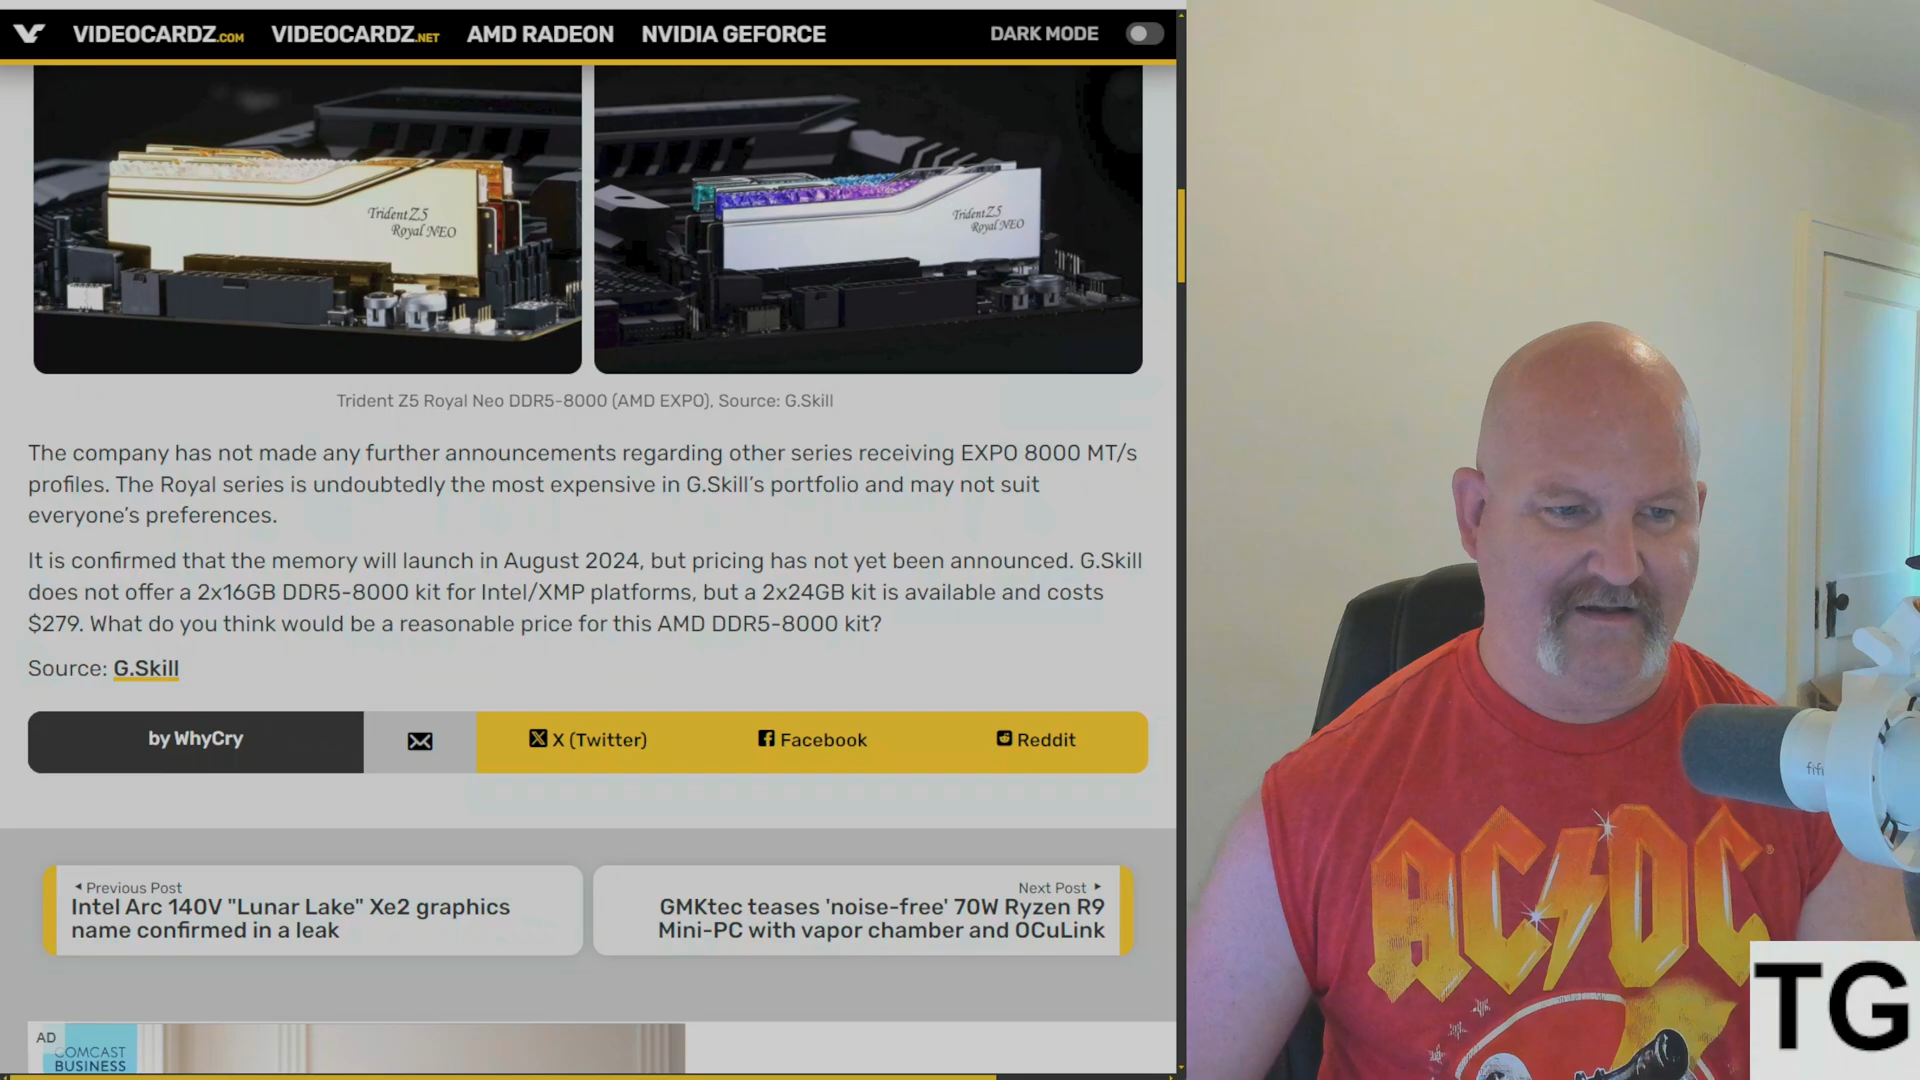 VIDEOCARDZ.COM VIDEOCARDZ.NET AMD RADEON NVIDIA GEFORCE DARK MODE
Trident Z5
Royal NEO
Trident Z5
Royal NEO
Trident Z5 Royal Neo DDR5-8000 (AMD EXPO), Source: G.Skill
The company has not made any further announcements regarding other series receiving EXPO 8000 MT/s
profiles. The Royal series is undoubtedly the most expensive in G.Skill's portfolio and may not suit
everyone's preferences.
It is confirmed that the memory will launch in August 2024, but pricing has not yet been announced. G.Skill
does not offer a 2x16GB DDR5-8000 kit for Intel/XMP platforms, but a 2x24GB kit is available and costs
$279. What do you think would be a reasonable price for this AMD DDR5-8000 kit?
Source: G.Skill
by WhyCry X (Twitter) Facebook Reddit
Previous Post
Intel Arc 140V "Lunar Lake" Xe2 graphics
name confirmed in a leak
Next Post
GMKtec teases 'noise-free' 70W Ryzen R9
Mini-PC with vapor chamber and OCuLink
AD
COMCAST
BUSINESS
fifi
AC DC
TG